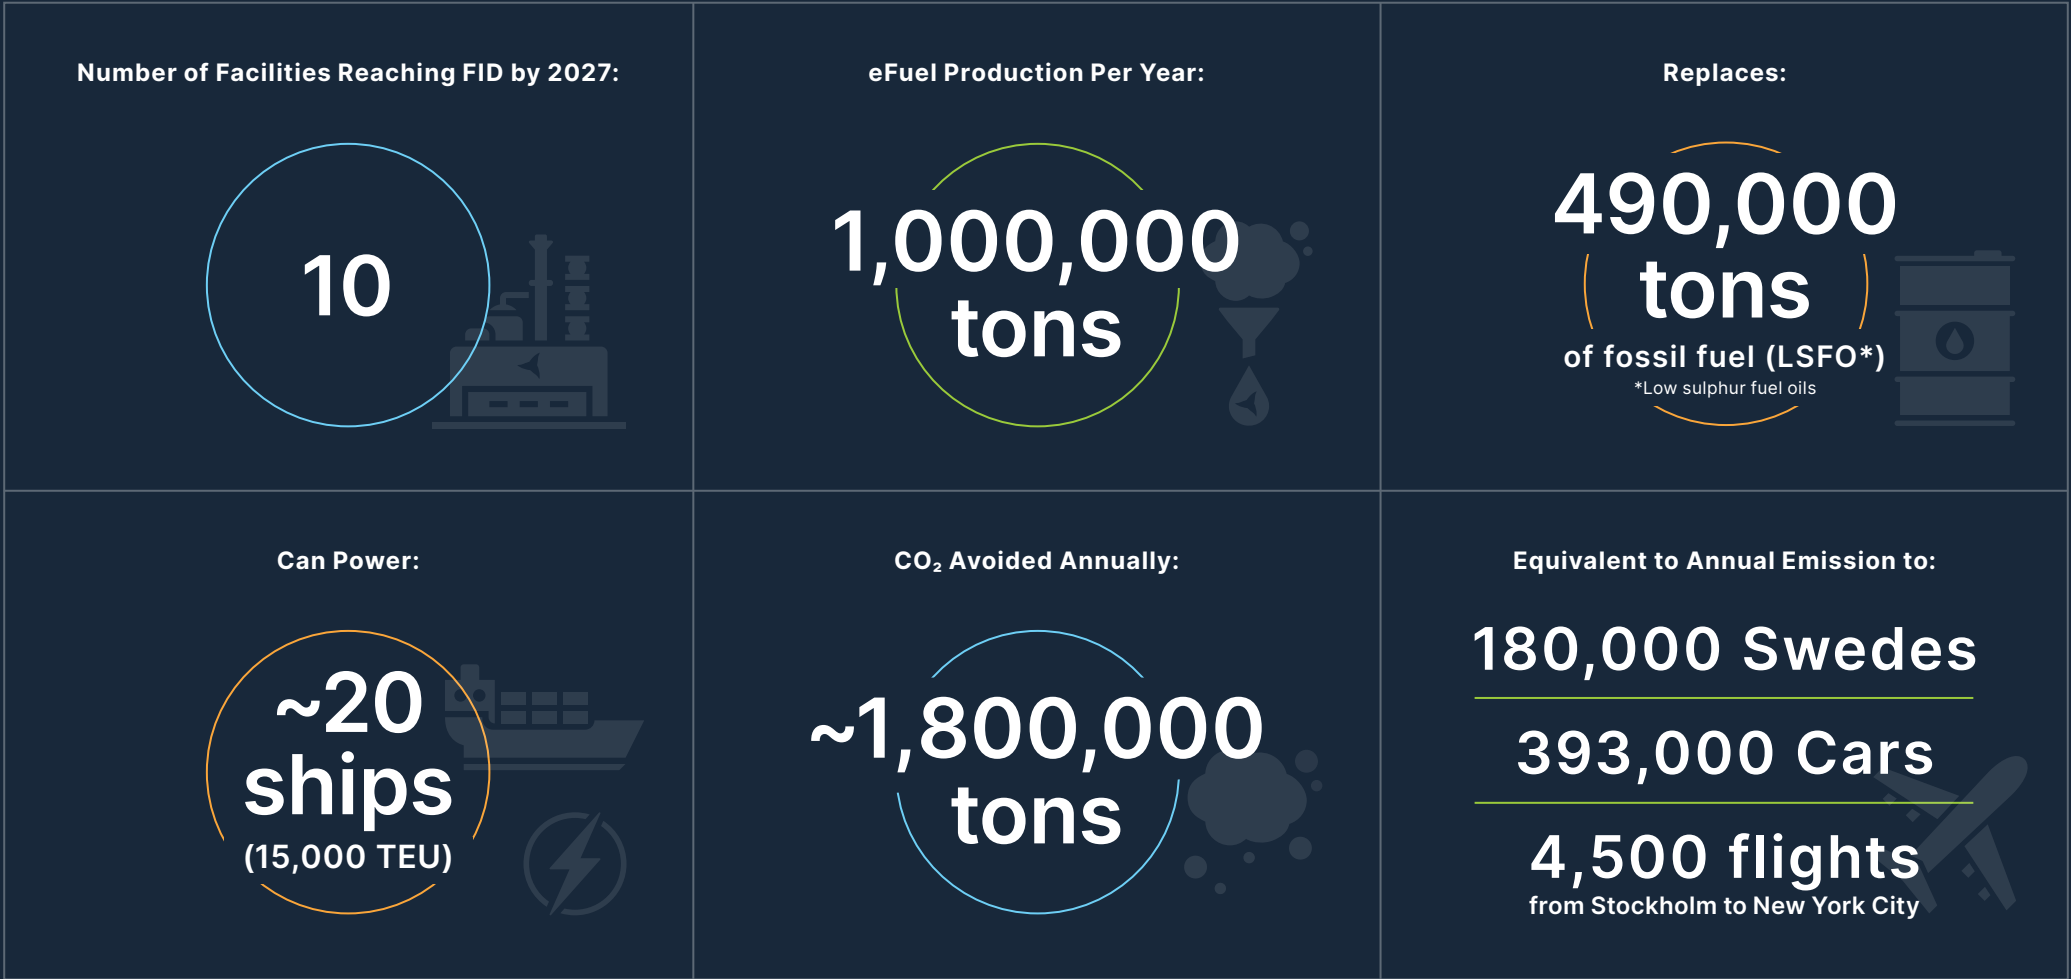 Number of Facilities Reaching FID by 2027:
10
eFuel Production Per Year:
1,000,000
tons
Replaces:
490,000
tons
of fossil fuel (LSFO*)
*Low sulphur fuel oils
Can Power:
~20
ships
(15,000 TEU)
CO₂ Avoided Annually:
~1,800,000
tons
Equivalent to Annual Emission to:
180,000 Swedes
393,000 Cars
4,500 flights
from Stockholm to New York City